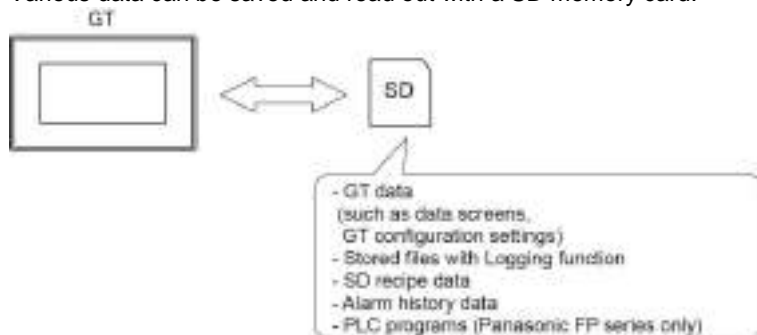 Various data can be saved and read out with a SD memory card.
GT
SD
- GT data
(such as data screens,
GT configuration settings)
- Stored files with Logging function
- SD recipe data
- Alarm history data
- PLC programs (Panasonic FP series only)